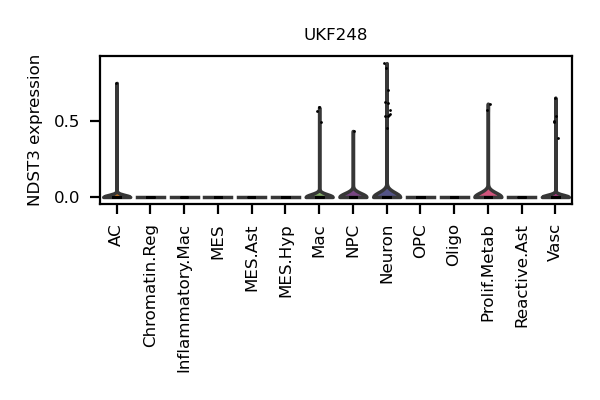 UKF248
NDST3 expression
0.5
0.0
AC
Chromatin.Reg
Inflammatory.Mac
MES
MES.Ast
MES.Hyp
Mac
NPC
Neuron
OPC
Oligo
Prolif.Metab
Reactive.Ast
Vasc